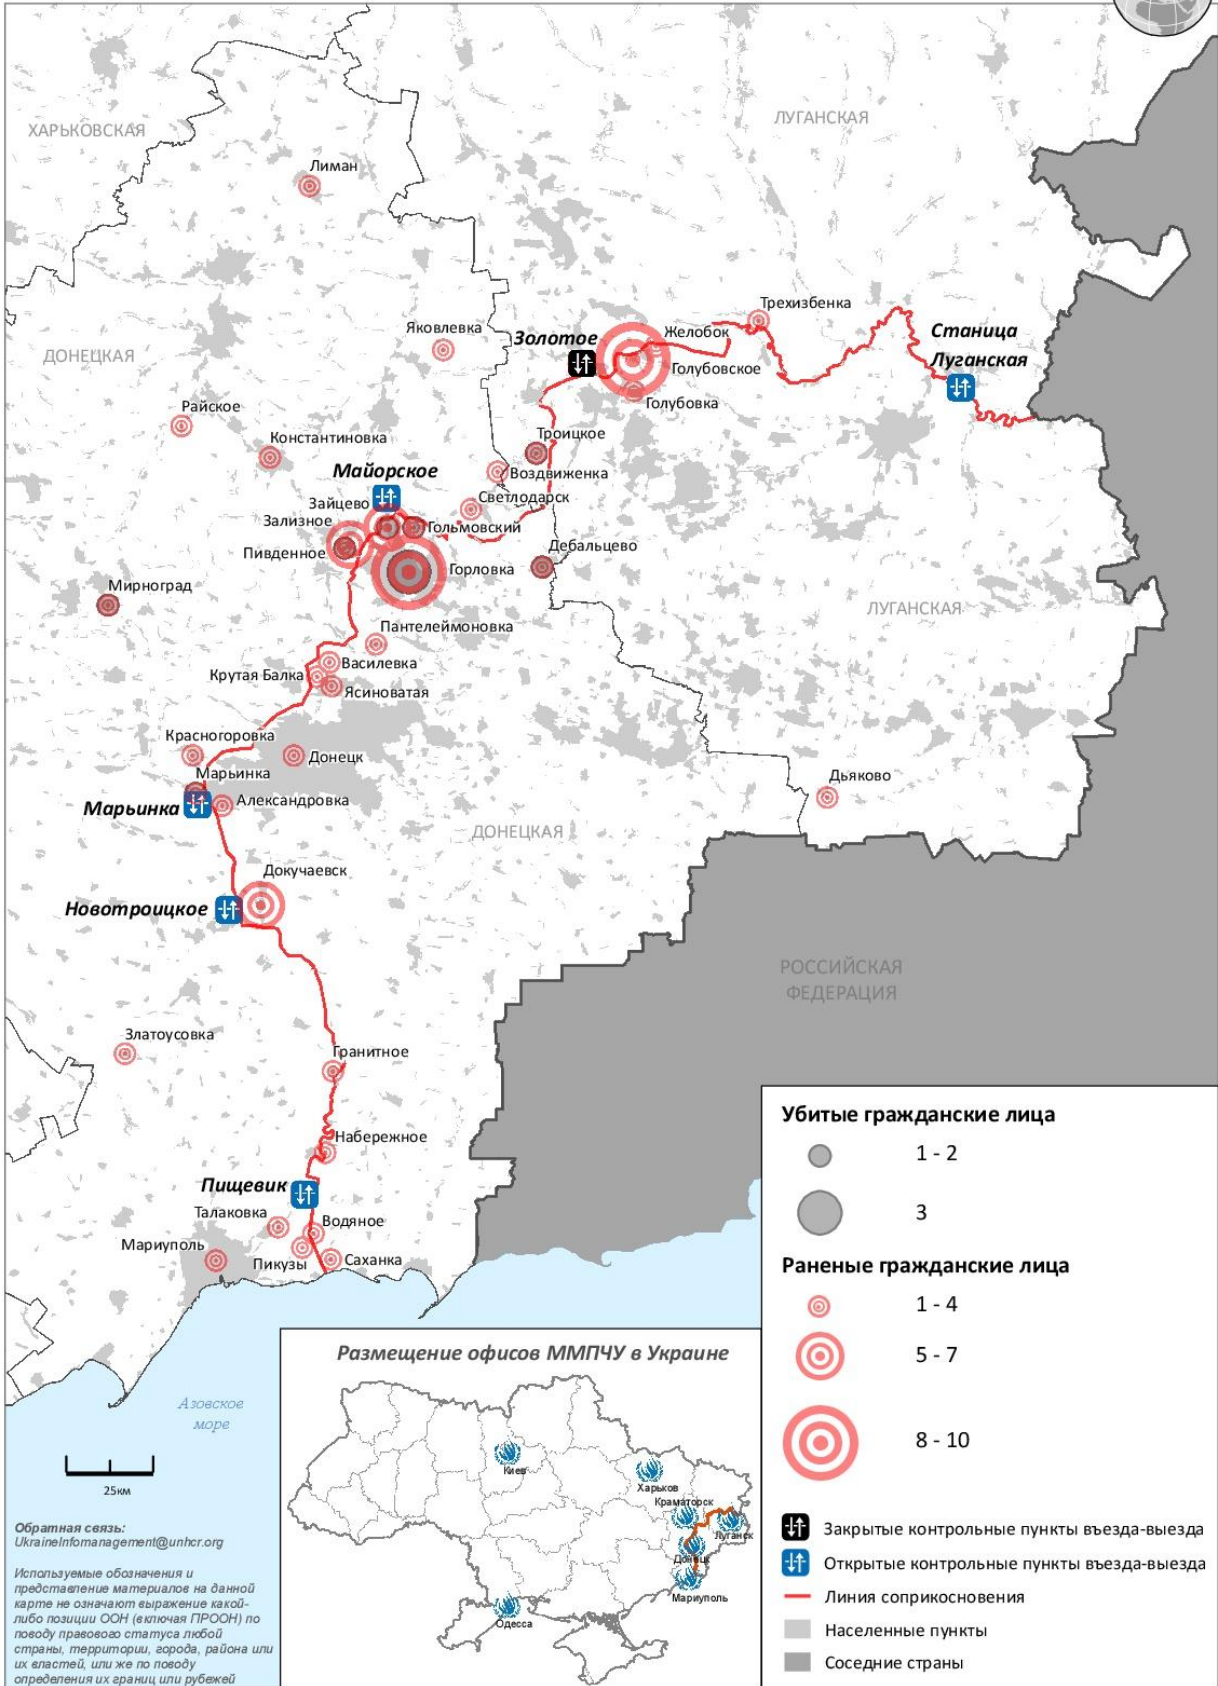 ХАРЬКОВСКАЯ
ЛУГАНСКАЯ
Лиман
Трехизбенка
Яковлевка
Золотое
Желобок
Станица
Луганская
ДОНЕЦКАЯ
Голубовское
Голубовка
Райское
Константиновка
Троицкое
Майорское
Воздвиженка
Зайцево
Светлодарск
Зализное
Гольмовский
Пивденное
Дебальцево
Горловка
Мирноград
ЛУГАНСКАЯ
Пантелеймоновка
Василевка
Крутая Балка
Ясиноватая
Красногоровка
Донецк
Марьинка
Дьяково
Марьинка
Александровка
ДОНЕЦКАЯ
Докучаевск
Новотроицкое
РОССИЙСКАЯ
ФЕДЕРАЦИЯ
Златоусовка
Гранитное
Набережное
Пищевик
Талаковка
Водяное
Мариуполь
Пикузы
Саханка
Азовское
море
25км
Обратная связь:
UkraineInfomanagement@unhcr.org
Используемые обозначения и
представление материалов на данной
карте не означают выражение какой-
либо позиции ООН (включая ПРООН) по
поводу правового статуса любой
страны, территории, города, района или
их властей, или же по поводу
определения их границ или рубежей
Размещение офисов ММПЧУ в Украине
Киев
Харьков
Краматорск
Луганск
Донецк
Мариуполь
Одесса
Убитые гражданские лица
1 - 2
3
Раненые гражданские лица
1 - 4
5 - 7
8 - 10
Закрытые контрольные пункты въезда-выезда
Открытые контрольные пункты въезда-выезда
Линия соприкосновения
Населенные пункты
Соседние страны